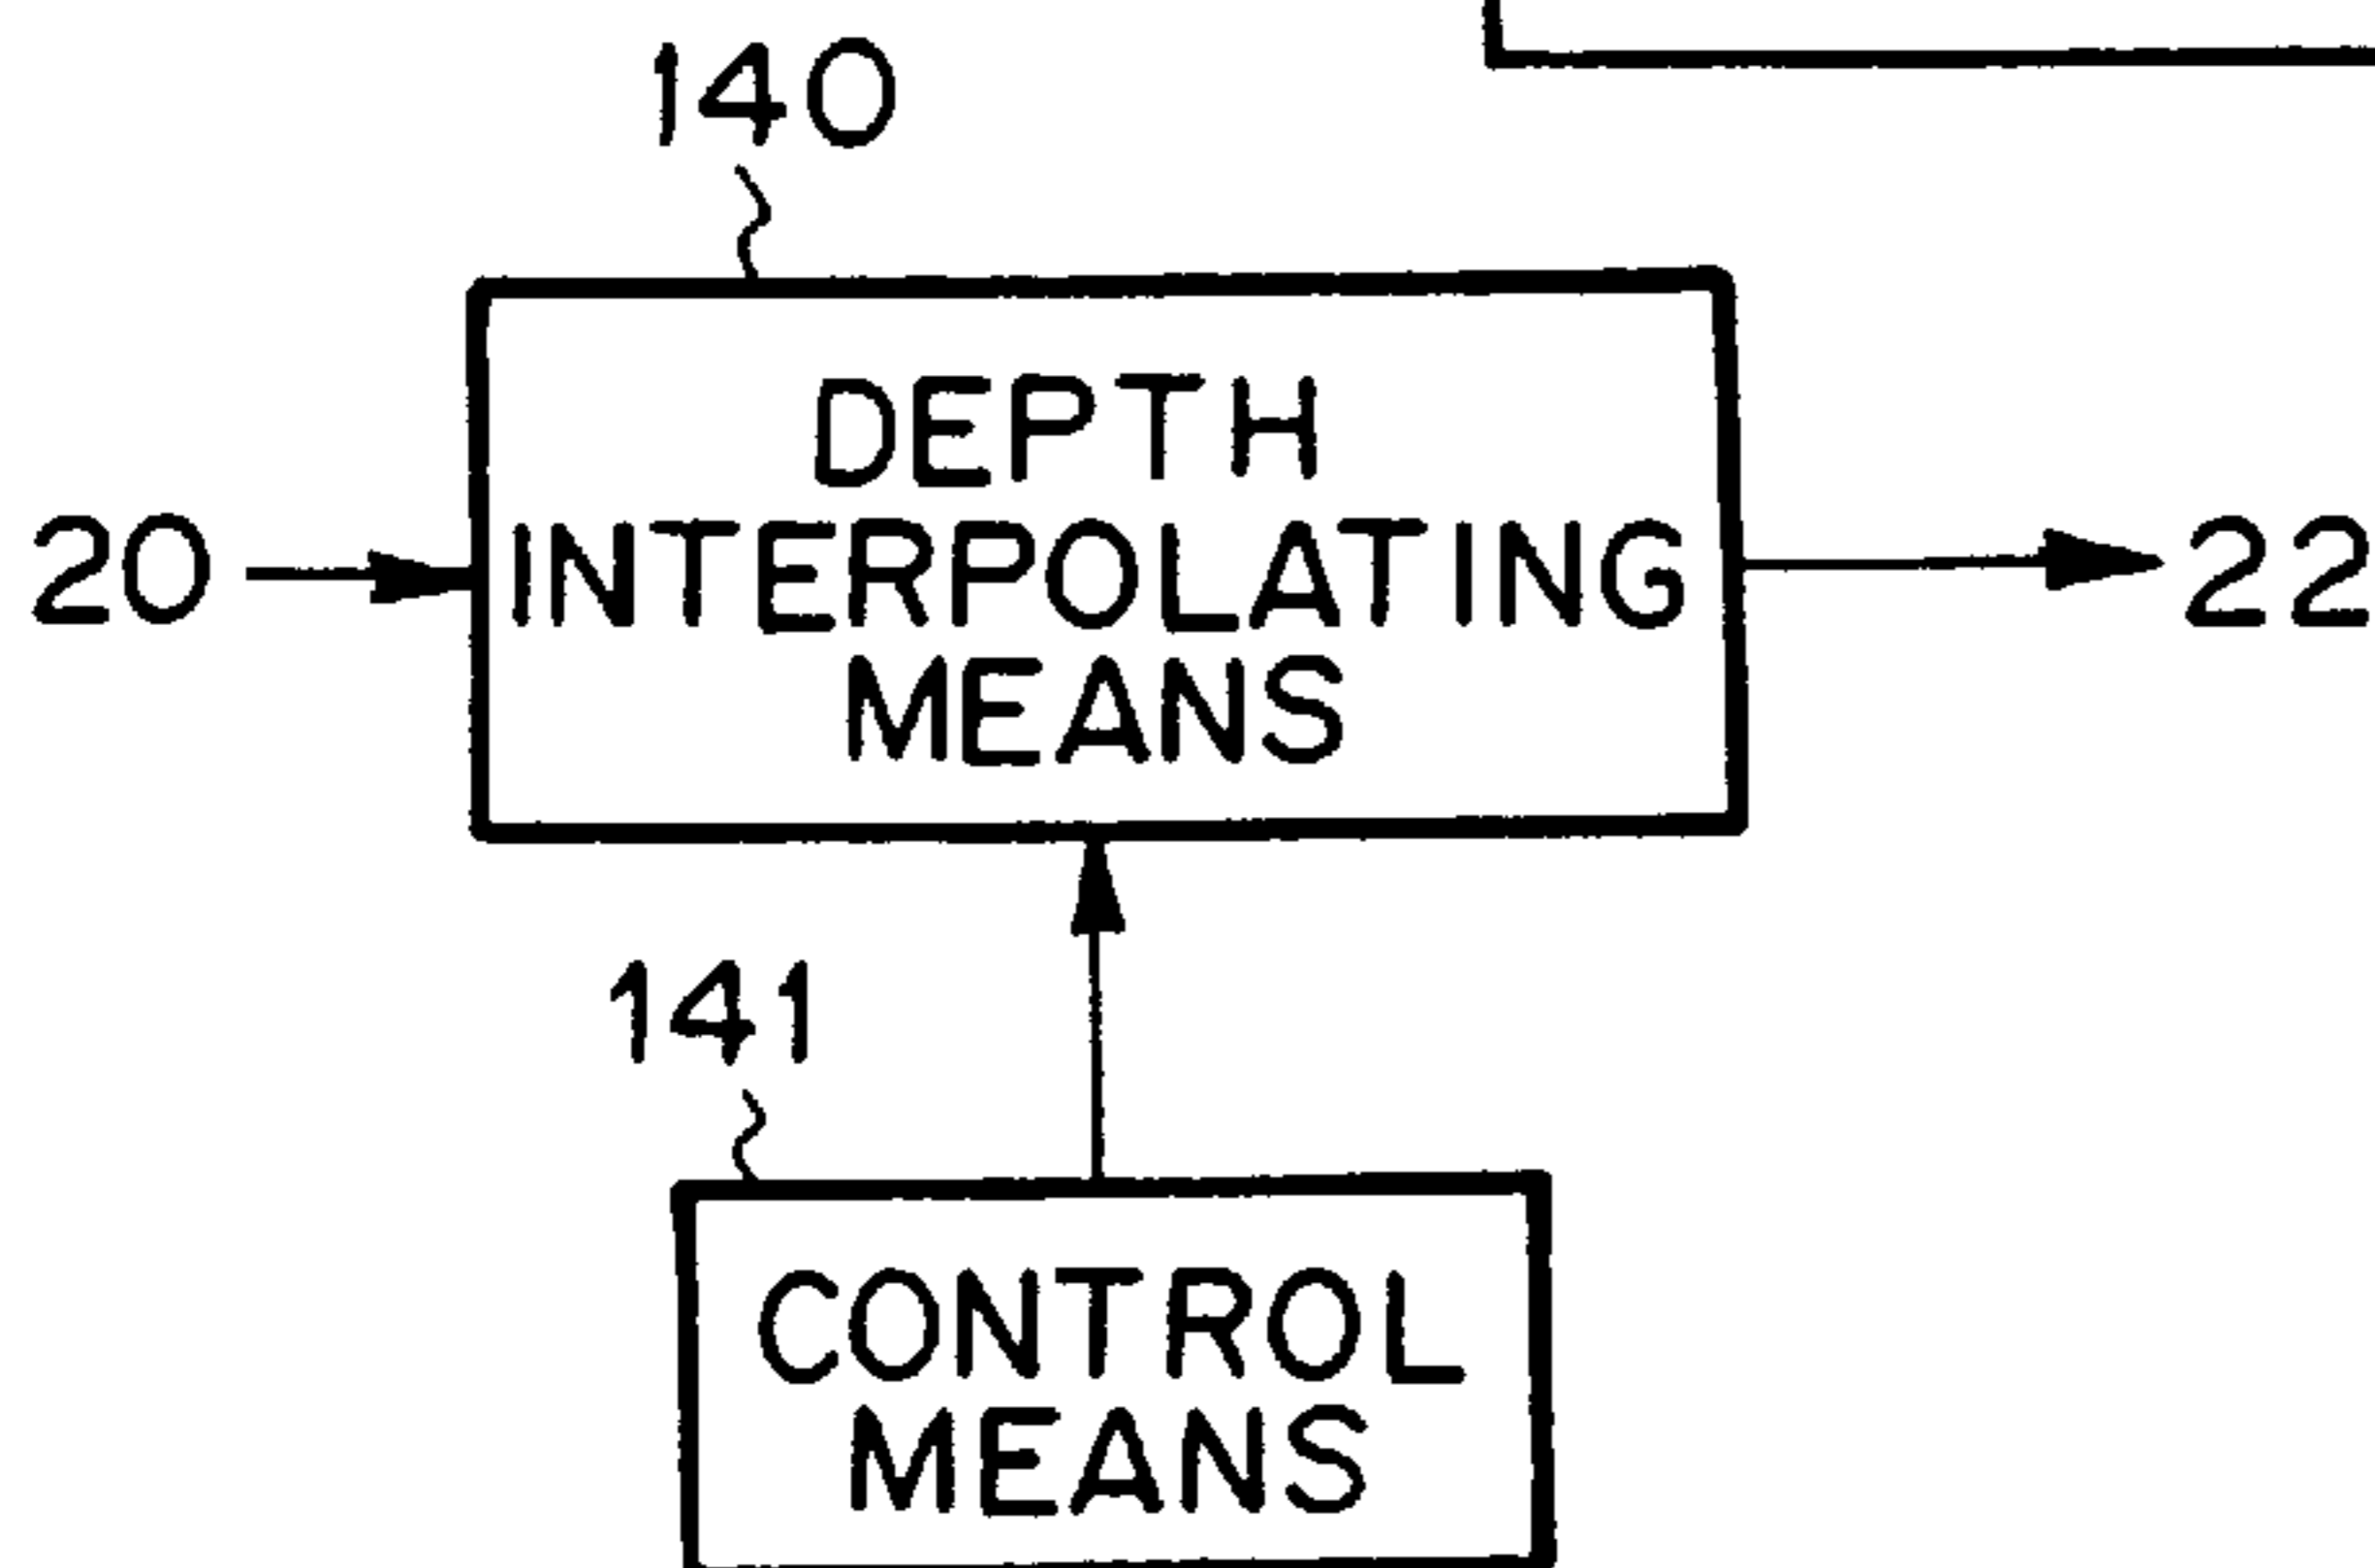 140
DEPTH
20 INTERPOLATING 22
MEANS
141
CONTROL
MEANS